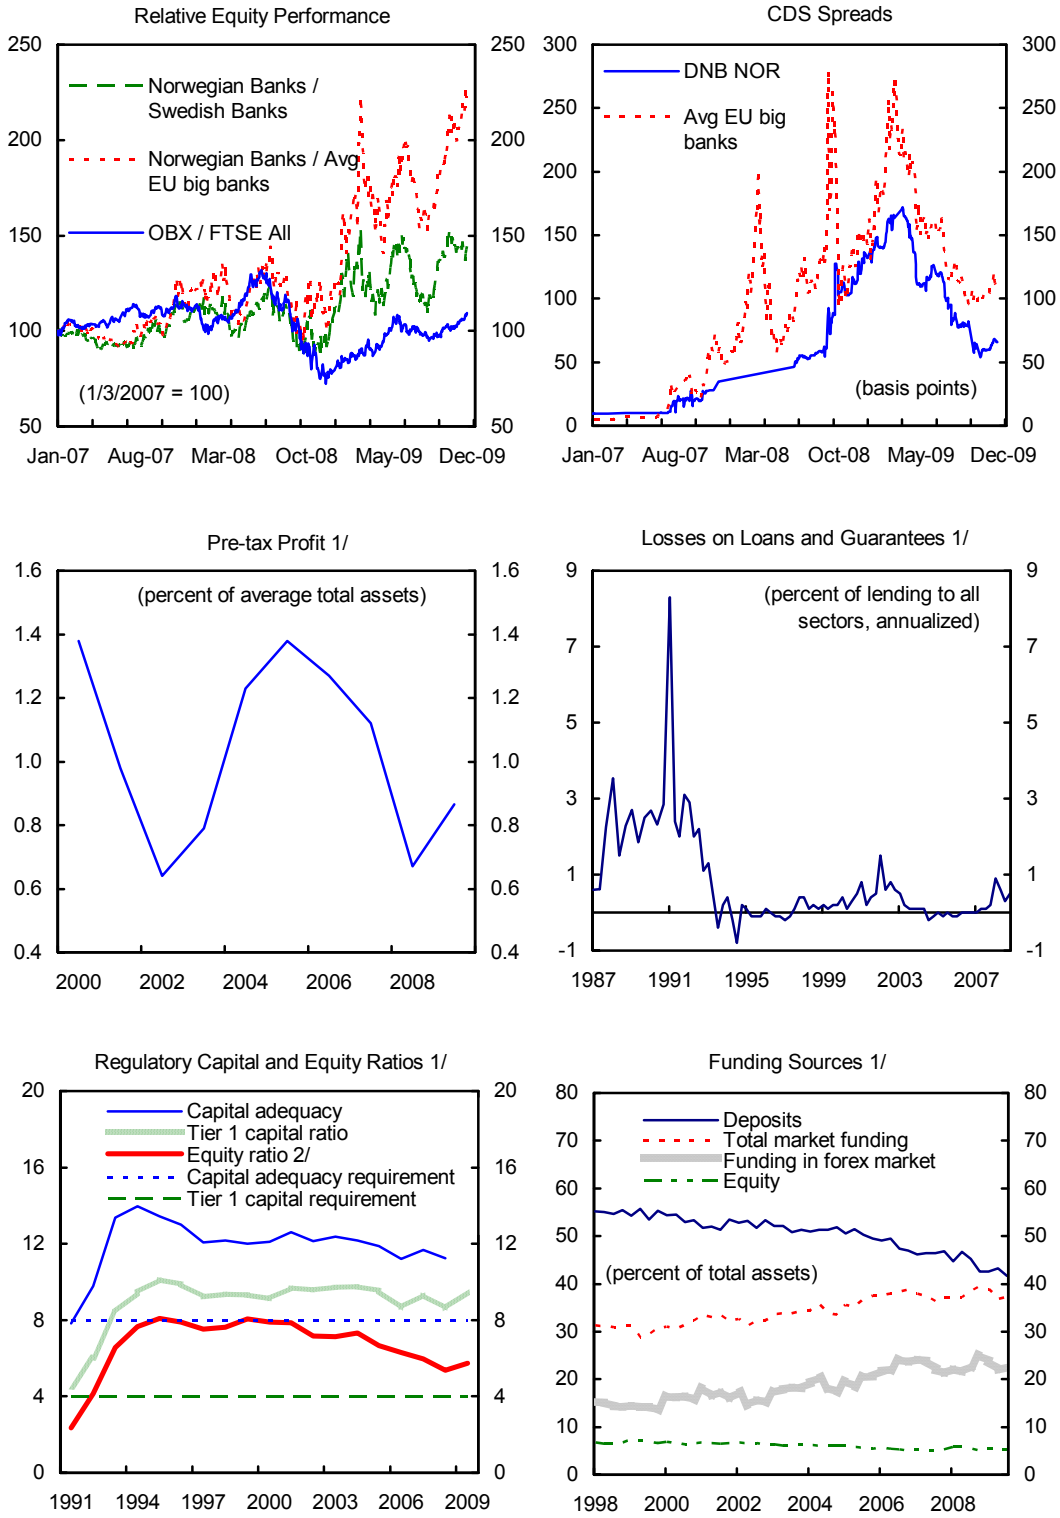 Relative Equity Performance
250
200
150
100
50
250
200
150
100
50
Norwegian Banks /
Swedish Banks
Norwegian Banks / Avg
EU big banks
OBX / FTSE All
(1/3/2007 = 100)
Jan-07 Aug-07 Mar-08 Oct-08 May-09 Dec-09
CDS Spreads
300
250
200
150
100
50
0
300
250
200
150
100
50
0
DNB NOR
Avg EU big
banks
(basis points)
Jan-07 Aug-07 Mar-08 Oct-08 May-09 Dec-09
Pre-tax Profit 1/
1.6
1.4
1.2
1.0
0.8
0.6
0.4
1.6
1.4
1.2
1.0
0.8
0.6
0.4
(percent of average total assets)
2000 2002 2004 2006 2008
Losses on Loans and Guarantees 1/
9
7
5
3
1
-1
9
7
5
3
1
-1
(percent of lending to all
sectors, annualized)
1987 1991 1995 1999 2003 2007
Regulatory Capital and Equity Ratios 1/
20
16
12
8
4
0
20
16
12
8
4
0
Capital adequacy
Tier 1 capital ratio
Equity ratio 2/
Capital adequacy requirement
Tier 1 capital requirement
1991 1994 1997 2000 2003 2006 2009
Funding Sources 1/
80
70
60
50
40
30
20
10
0
80
70
60
50
40
30
20
10
0
Deposits
Total market funding
Funding in forex market
Equity
(percent of total assets)
1998 2000 2002 2004 2006 2008